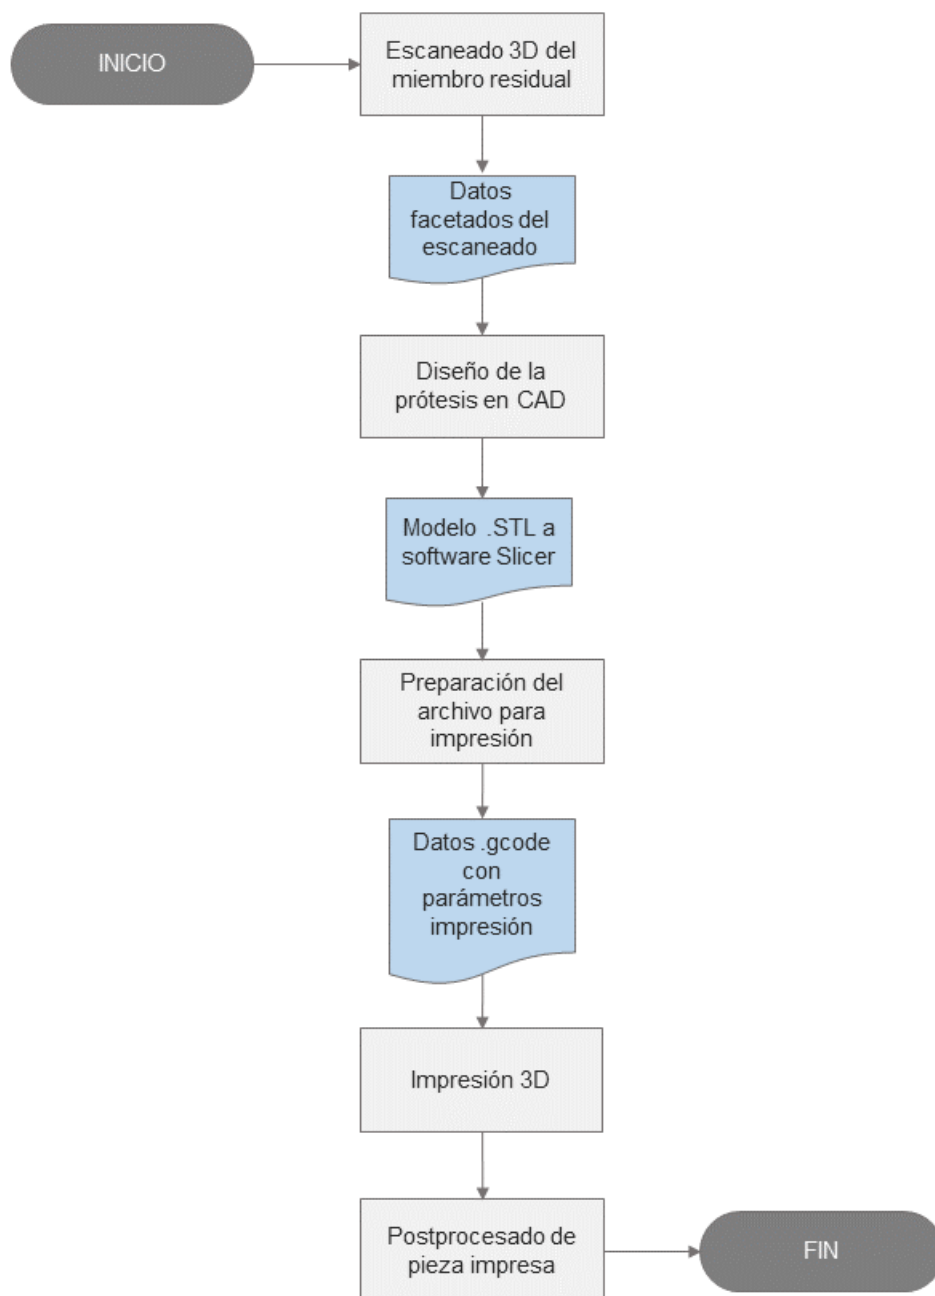 INICIO
Escaneado 3D del
miembro residual
Datos
facetados del
escaneado
Diseño de la
prótesis en CAD
Modelo .STL a
software Slicer
Preparación del
archivo para
impresión
Datos .gcode
con
parámetros
impresión
Impresión 3D
Postprocesado de
pieza impresa
FIN